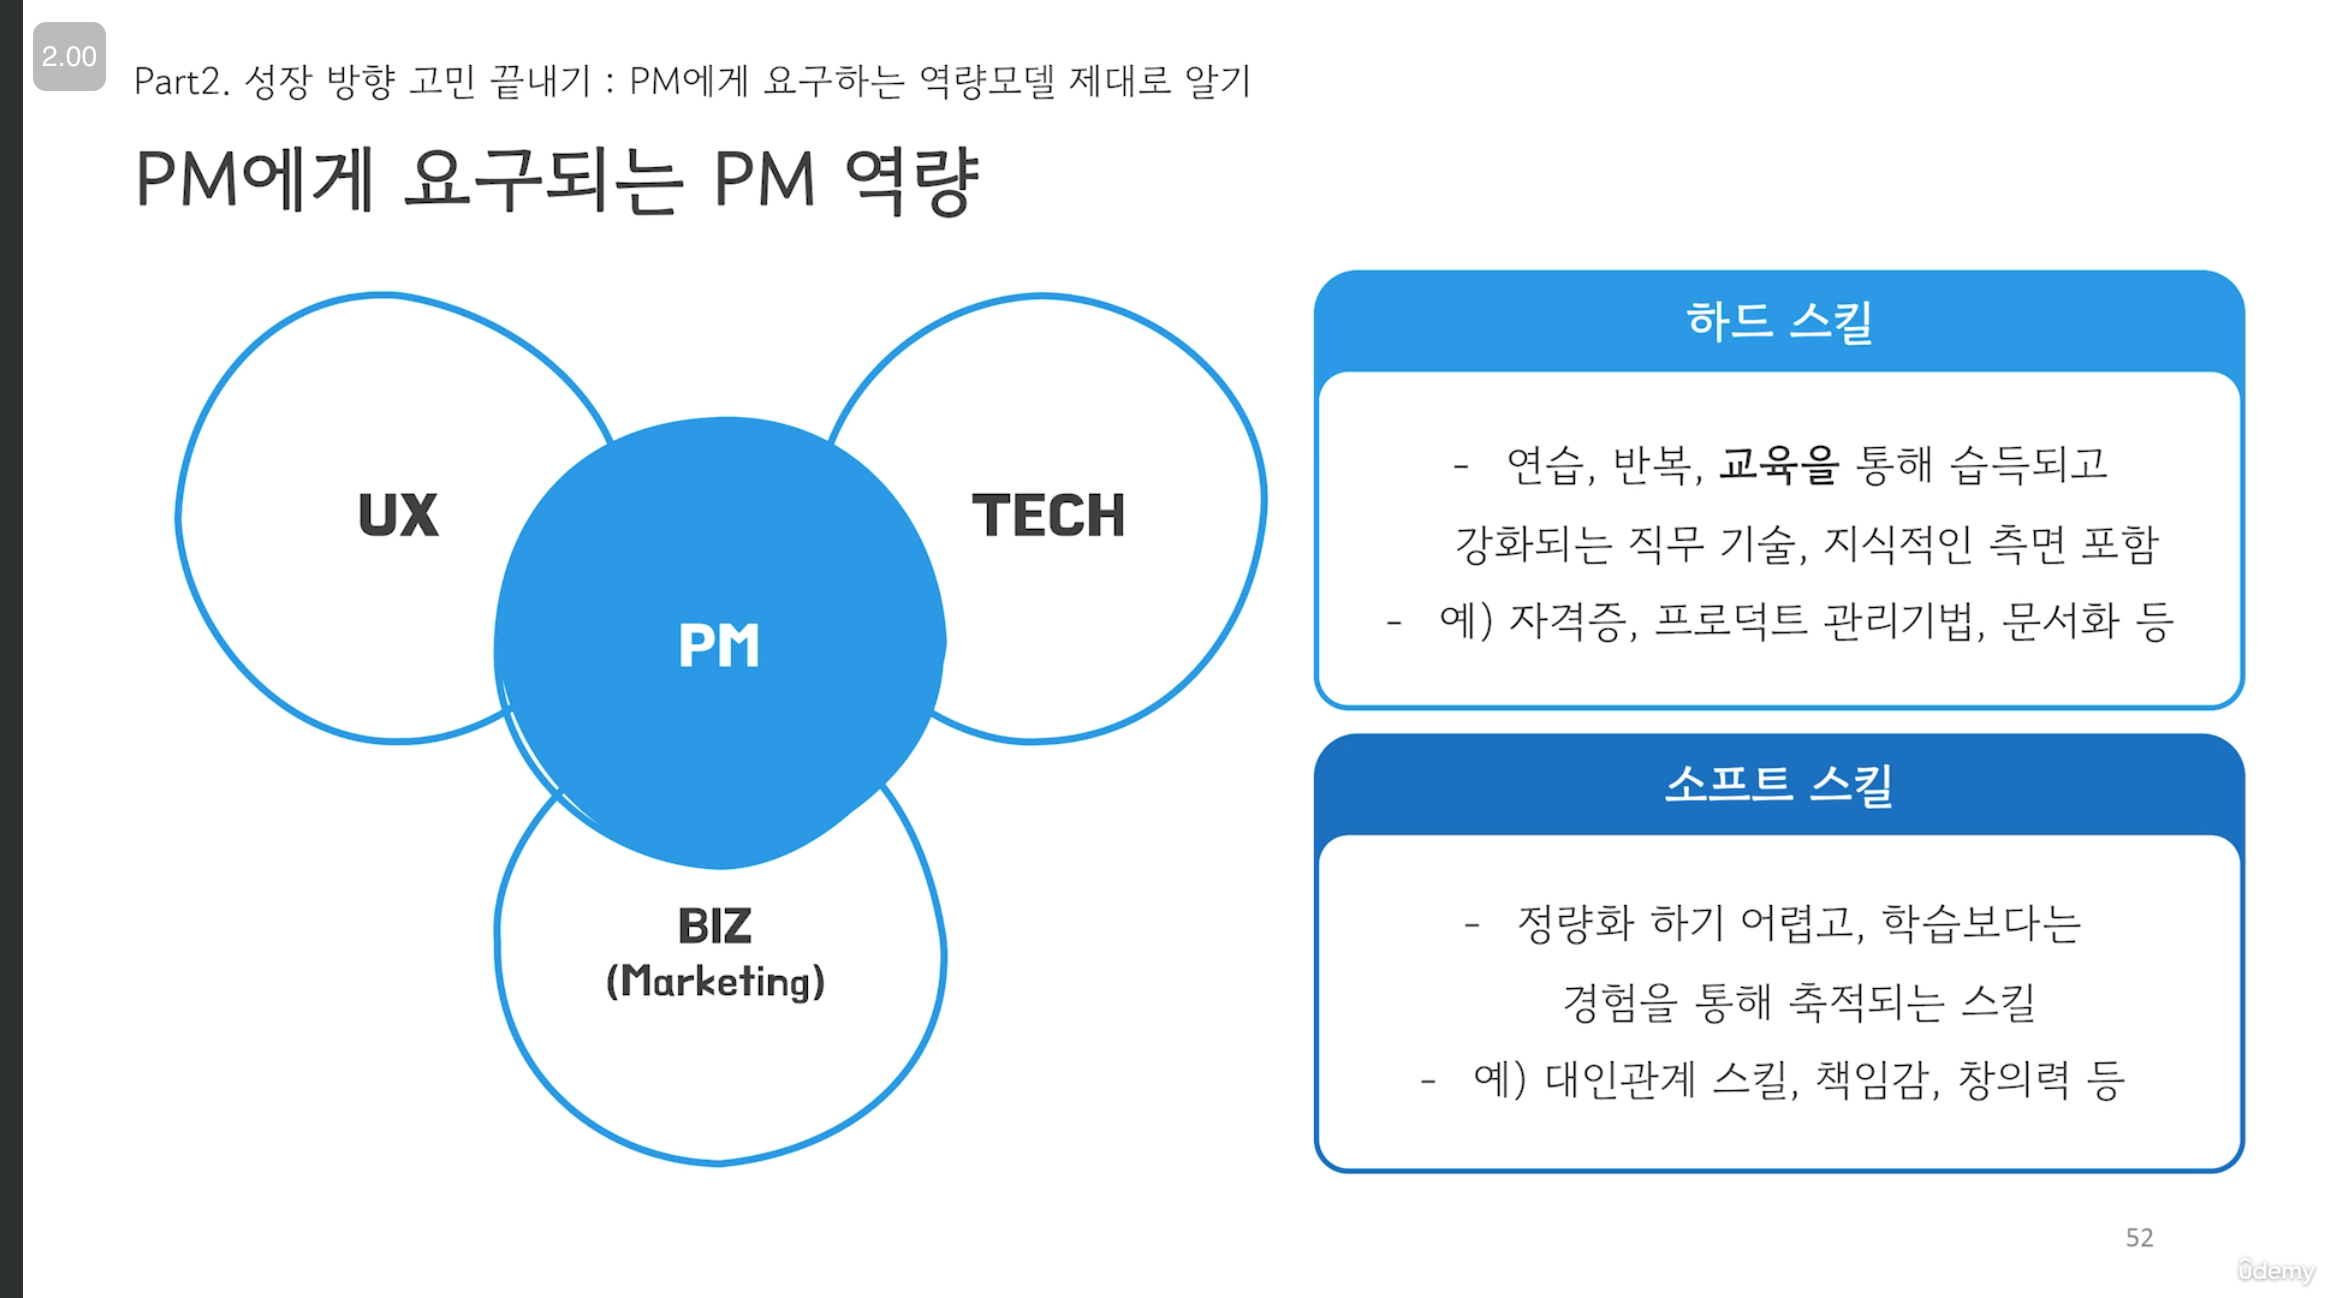 2.00
Part2. 성장 방향 고민 끝내기 : PM에게 요구하는 역량모델 제대로 알기
PM에게 요구되는 PM 역량
UX
TECH
PM
BIZ
(Marketing)
하드 스킬
- 연습, 반복, 교육을 통해 습득되고
강화되는 직무 기술, 지식적인 측면 포함
- 예) 자격증, 프로덕트 관리기법, 문서화 등
소프트 스킬
- 정량화 하기 어렵고, 학습보다는
경험을 통해 축적되는 스킬
- 예) 대인관계 스킬, 책임감, 창의력 등
52
ûdemy